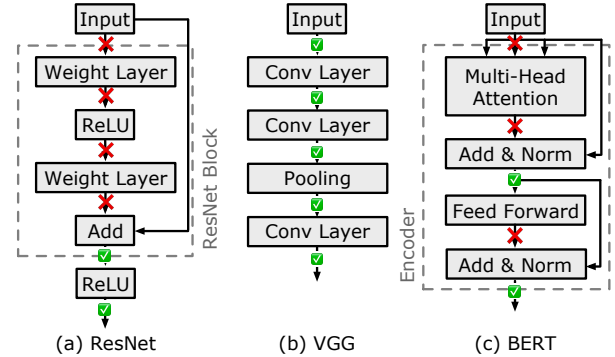 Input
Weight Layer
ReLU
Weight Layer
Add
ResNet Block
ReLU
(a) ResNet
Input
Conv Layer
Conv Layer
Pooling
Conv Layer
(b) VGG
Input
Multi-Head
Attention
Add & Norm
Feed Forward
Add & Norm
Encoder
(c) BERT